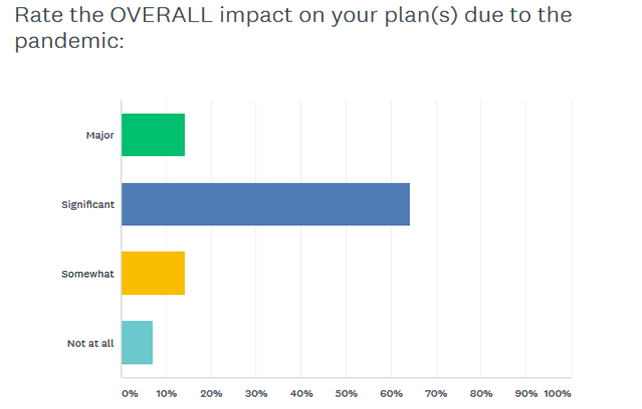 Rate the OVERALL impact on your plan(s) due to the
pandemic:
Major
Significant
Somewhat
Not at all
0% 10% 20% 30% 40% 50% 60% 70% 80% 90% 100%